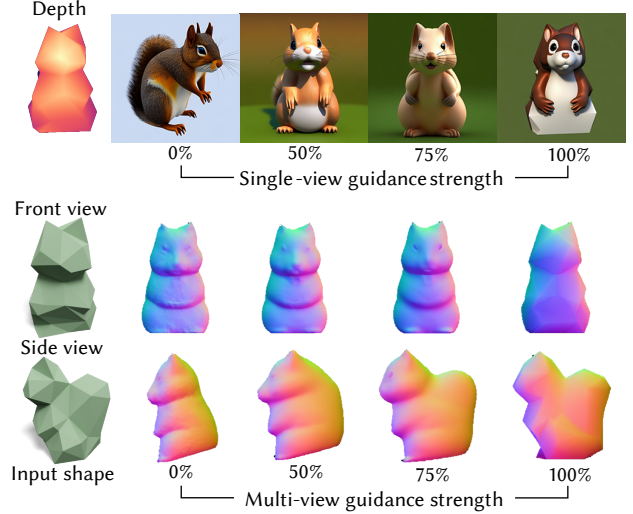 Depth
0% 50% 75% 100%
Single-view guidance strength
Front view
Side view
Input shape
0% 50% 75% 100%
Multi-view guidance strength